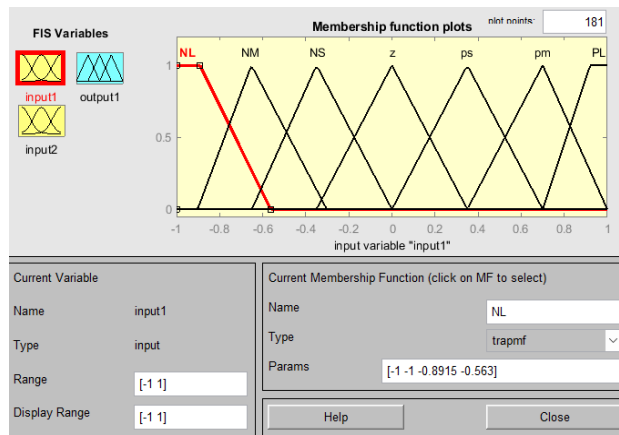 FIS Variables
input1
output1
input2
Membership function plots
plot points:
181
NL
NM
NS
z
ps
pm
PL
1
0.5
0
-1
-0.8
-0.6
-0.4
-0.2
0
0.2
0.4
0.6
0.8
1
input variable "input1"
Current Variable
Name
input1
Type
input
Range
[-1 1]
Display Range
[-1 1]
Current Membership Function (click on MF to select)
Name
NL
Type
trapmf
Params
[-1 -1 -0.8915 -0.563]
Help
Close